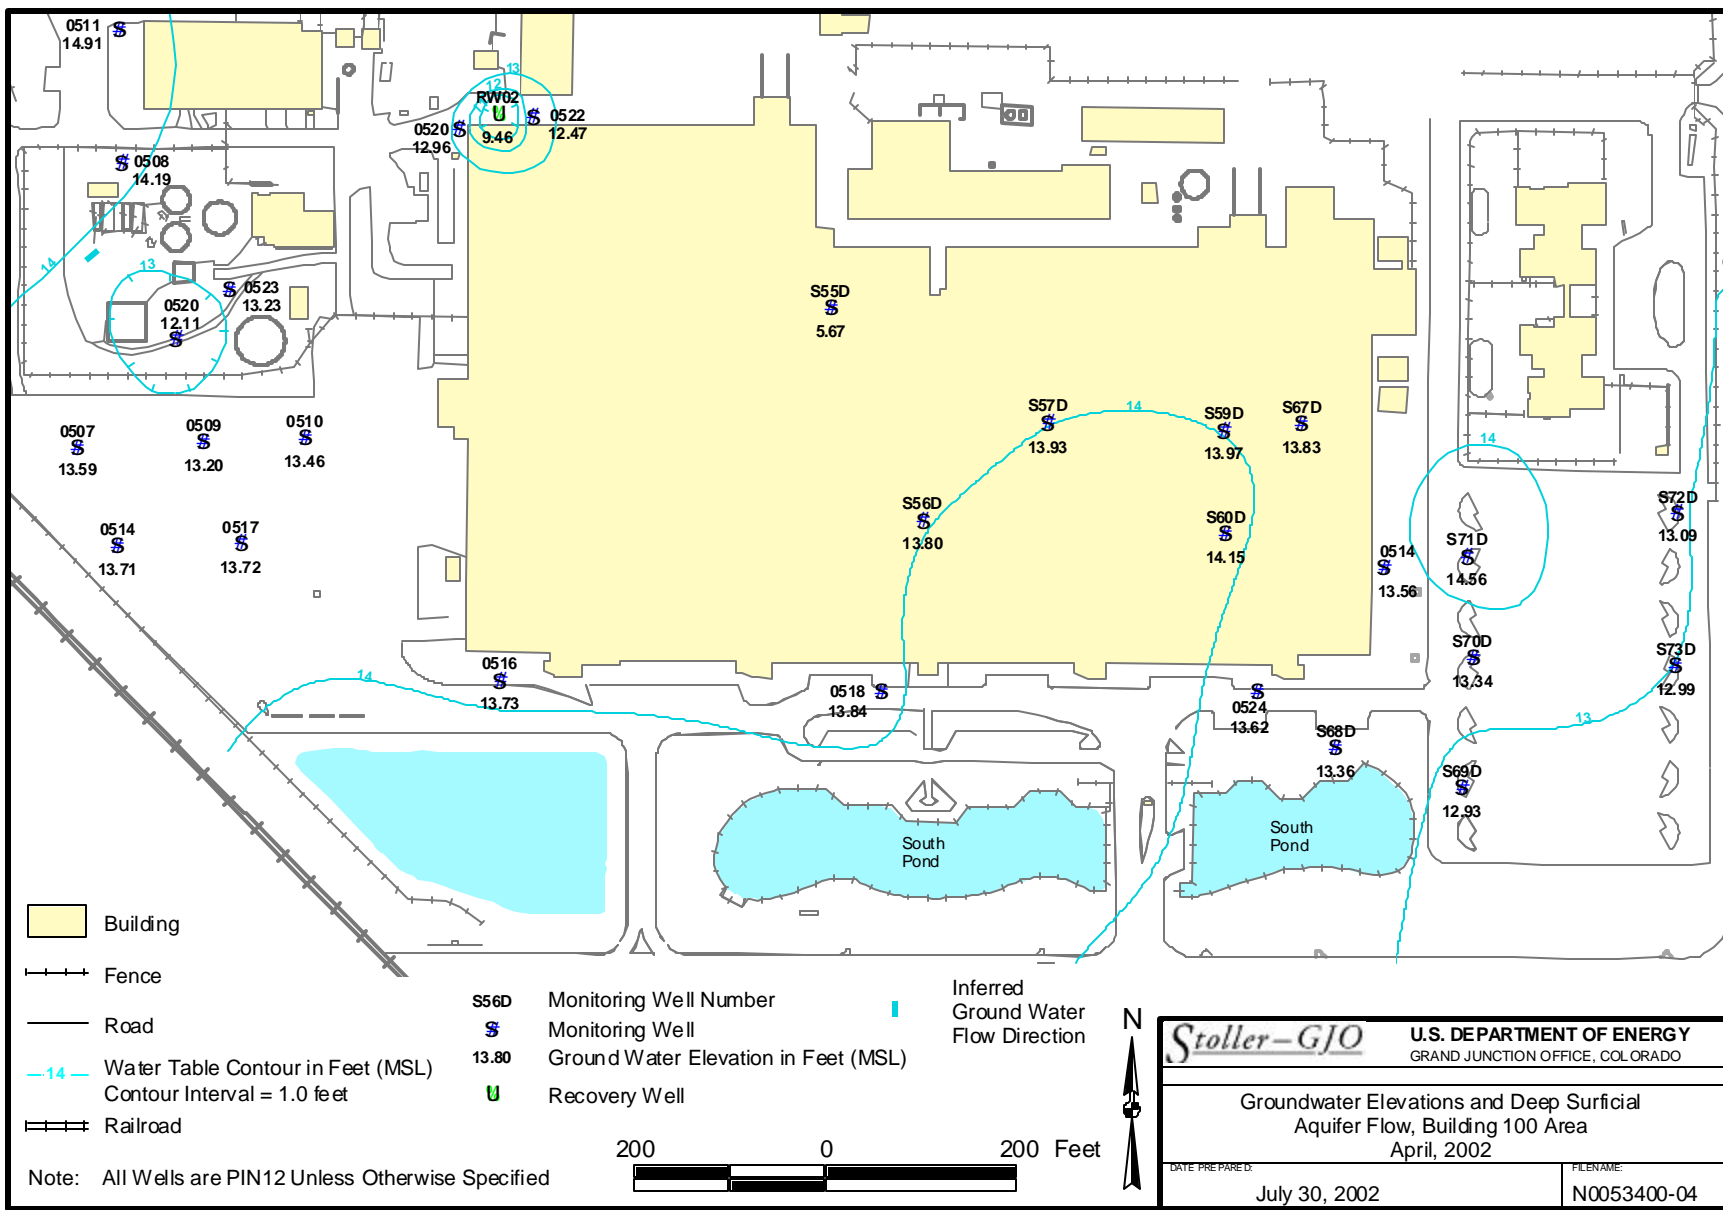 0511
14.91
13
12
RW02
9.46
0520
12.96
0522
12.47
0508
14.19
14
13
0523
13.23
0520
12.11
S55D
5.67
0507
13.59
0509
13.20
0510
13.46
S57D
13.93
14
S59D
13.97
S67D
13.83
14
S56D
13.80
S60D
14.15
0514
13.71
0517
13.72
0514
13.56
S71D
14.56
S72D
13.09
S70D
13.34
S73D
12.99
14
0516
13.73
0518
13.84
0524
13.62
S68D
13.36
13
S69D
12.93
South
Pond
South
Pond
Building
Fence
Road
14
Water Table Contour in Feet (MSL)
Contour Interval = 1.0 feet
Railroad
Note: All Wells are PIN12 Unless Otherwise Specified
S56D Monitoring Well Number
Monitoring Well
13.80 Ground Water Elevation in Feet (MSL)
U Recovery Well
Inferred
Ground Water
Flow Direction
200 0 200 Feet
N
Stoller-GJO
U.S. DEPARTMENT OF ENERGY
GRAND JUNCTION OFFICE, COLORADO
Groundwater Elevations and Deep Surficial
Aquifer Flow, Building 100 Area
April, 2002
DATE PREPARED:
July 30, 2002
FILENAME:
N0053400-04